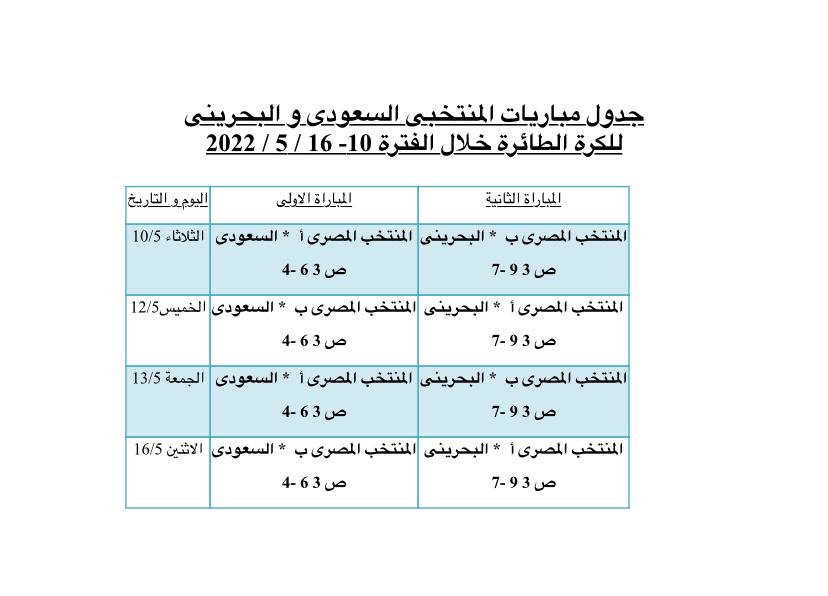 جدول مباريات المنتخبى السعودى و البحرينى
للكرة الطائرة خلال الفترة 10- 16 / 5 / 2022
اليوم و التاريخ
المباراة الاولى
المباراة الثانية
الثلاثاء 10/5
المنتخب المصرى أ * السعودى
ص 3 6 -4
المنتخب المصرى ب * البحرينى
ص 3 9 -7
الخميس12/5
المنتخب المصرى ب * السعودى
ص 3 6 -4
المنتخب المصرى أ * البحرينى
ص 3 9 -7
الجمعة 13/5
المنتخب المصرى أ * السعودى
ص 3 6 -4
المنتخب المصرى ب * البحرينى
ص 3 9 -7
الاثنين 16/5
المنتخب المصرى ب * السعودى
ص 3 6 -4
المنتخب المصرى أ * البحرينى
ص 3 9 -7